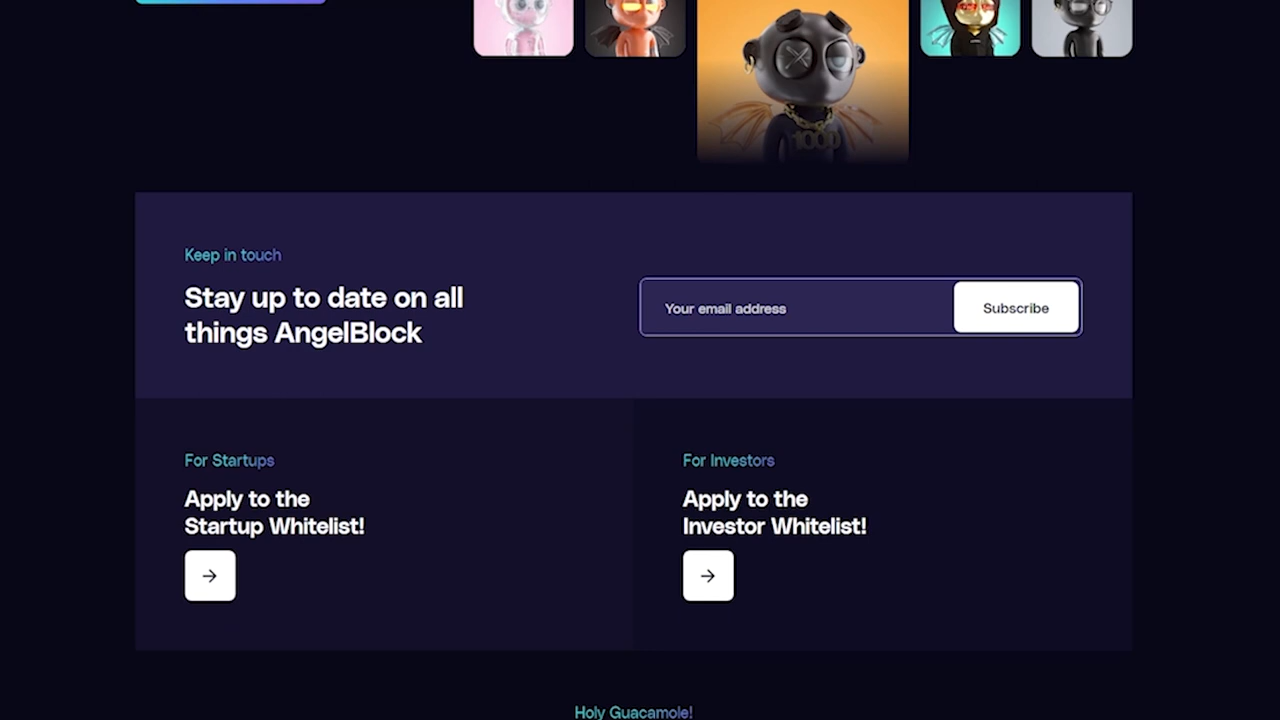 1000
Keep in touch
Stay up to date on all
things AngelBlock
Your email address
Subscribe
For Startups
Apply to the
Startup Whitelist!
For Investors
Apply to the
Investor Whitelist!
Holy Guacamole!